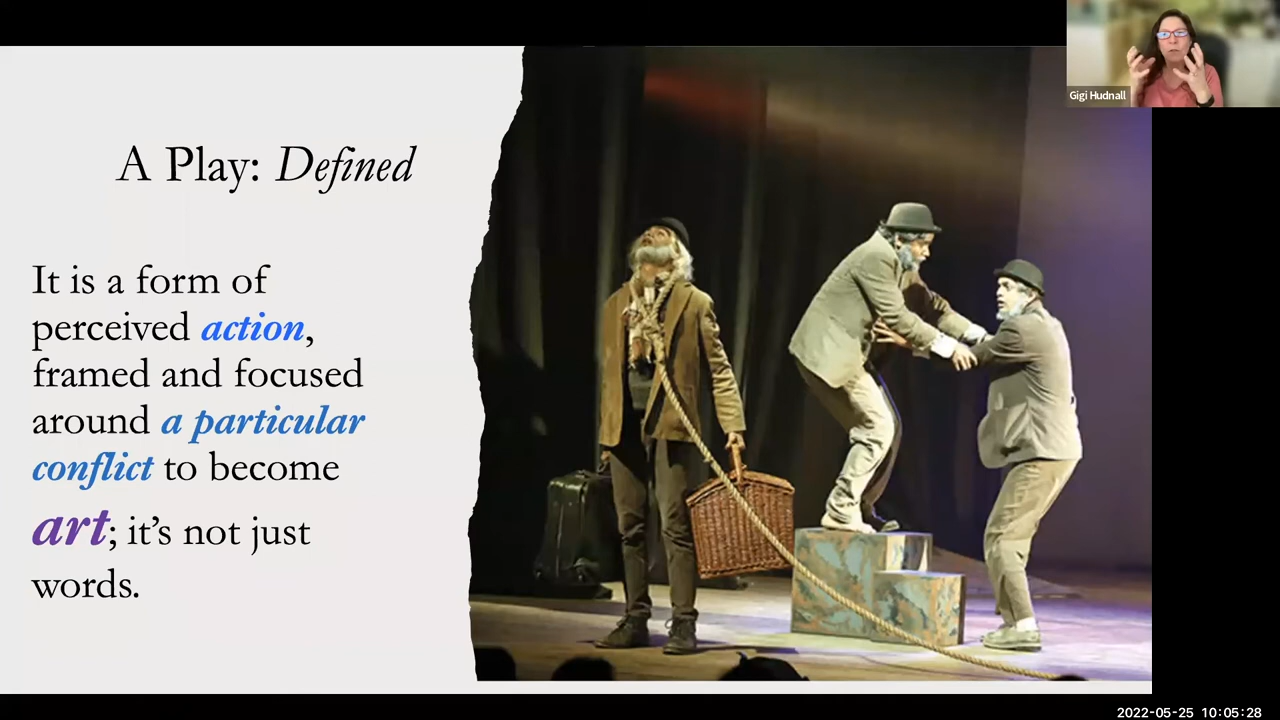 Gigi Hudnall
A Play: Defined
It is a form of
perceived action,
framed and focused
around a particular
conflict to become
art; it’s not just
words.
2022-05-25 10:05:28